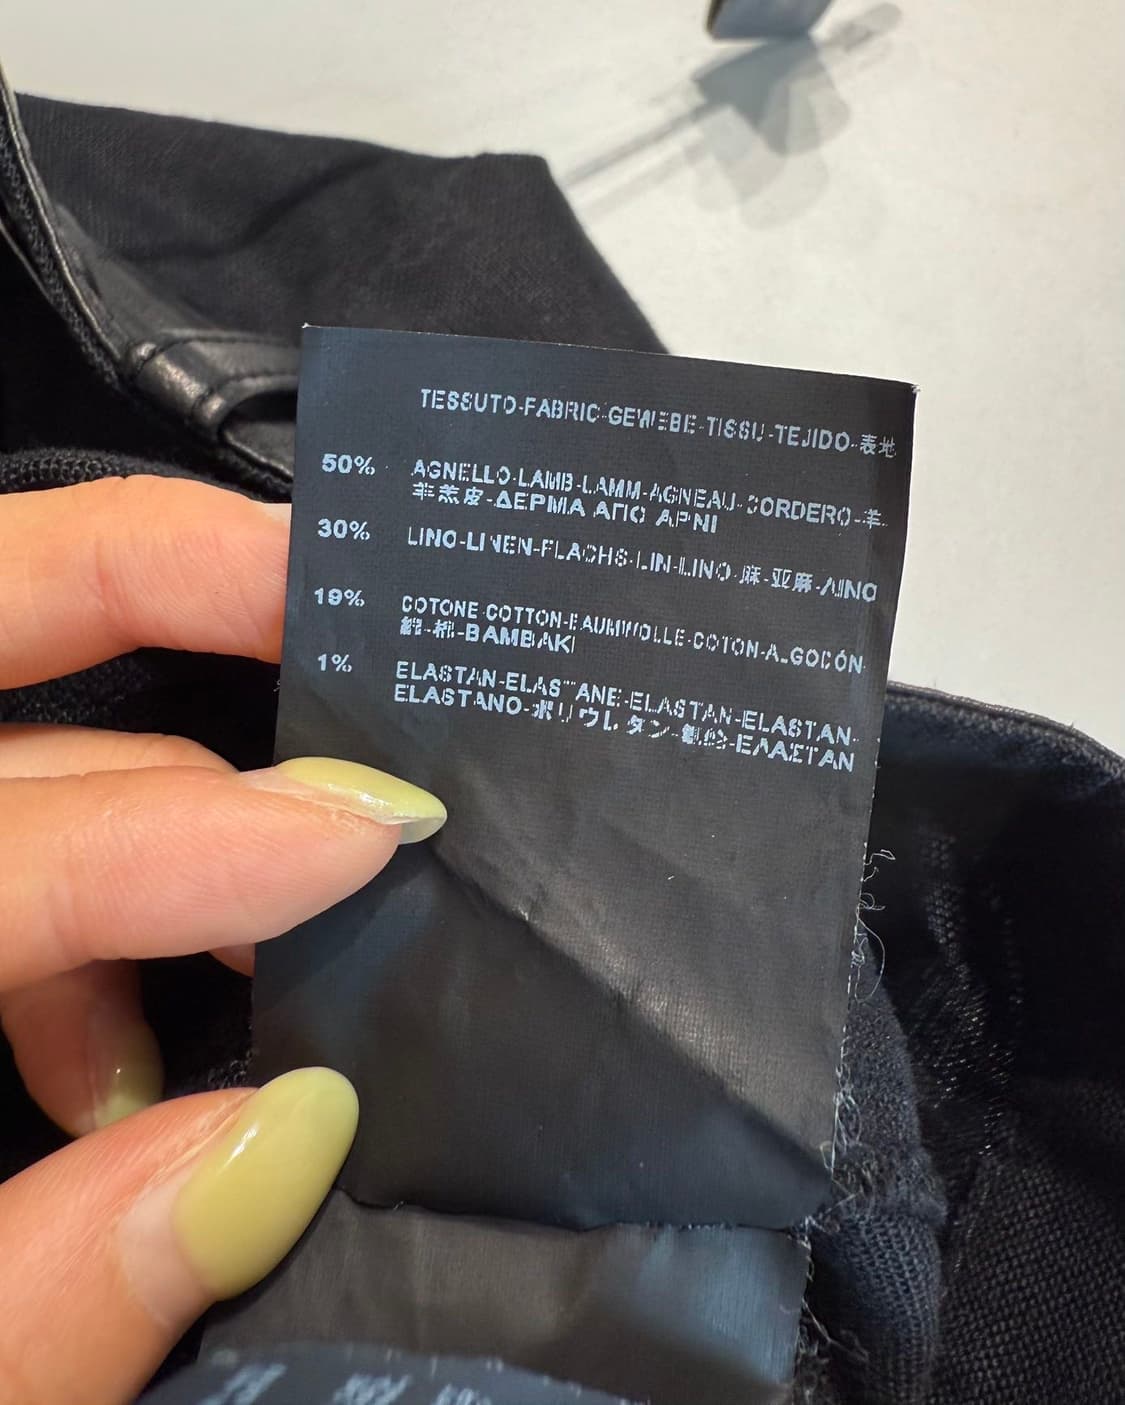 TESSUTO-FABRIC-GEWEBE-TISSU-TEJIDO-表地
50% AGNELLO-LAMB-LAMM-AGNEAU-CORDERO-羊-
羊羔皮-ΔΕΡΜΑ ΑΠΟ ΑΡΝΙ
30% LINO-LINEN-FLACHS-LIN-LINO-麻-亚麻-ΛΙΝΟ
19% COTONE-COTTON-BAUMWOLLE-COTON-ALGODÓN-
綿-棉-BAMBAKI
1% ELASTAN-ELASTANE-ELASTAN-ELASTAN-
ELASTANO-ポリウレタン-氨纶-ΕΛΑΣΤΑΝ